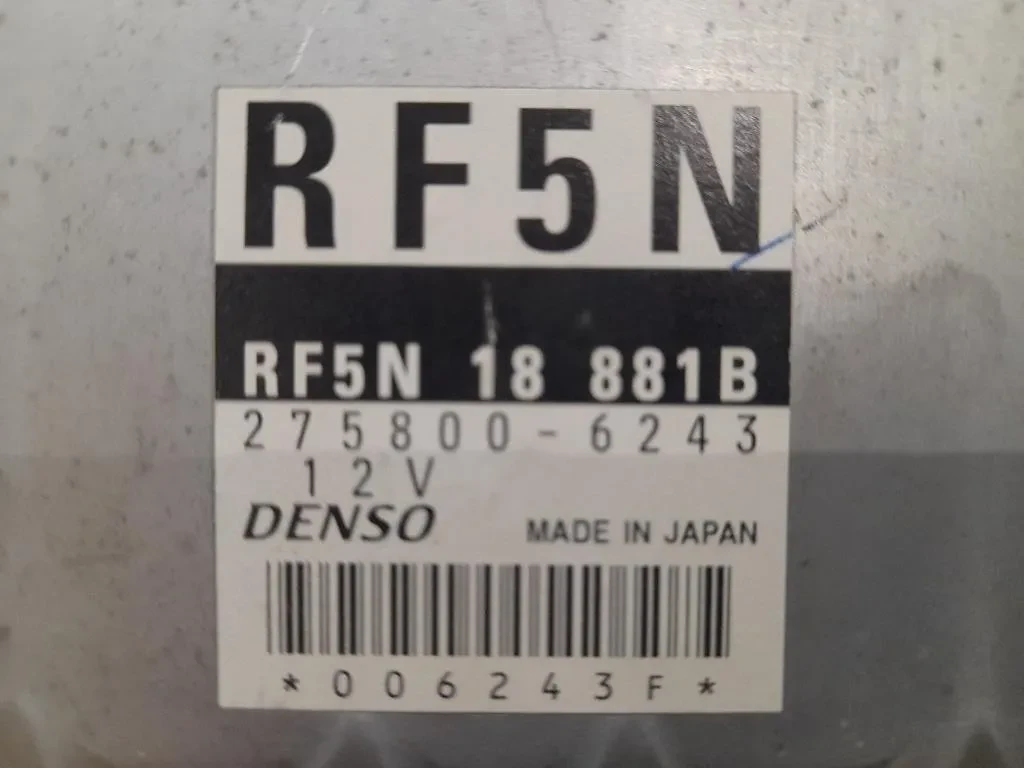 RF5N
RF5N 18 881B
275800-6243
12V
DENSO MADE IN JAPAN
*006243F*